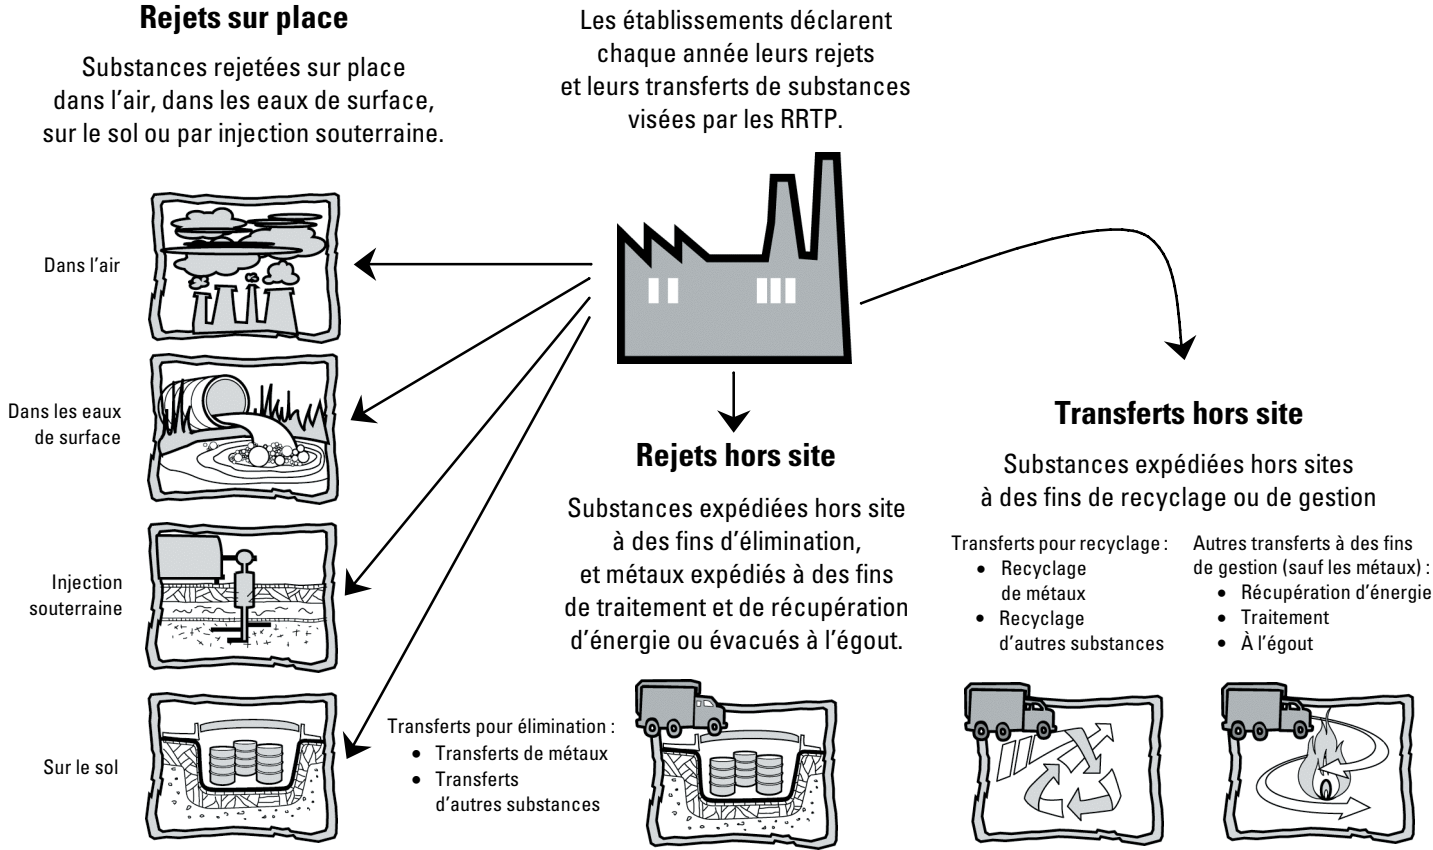 Rejets sur place
Substances rejetées sur place
dans l'air, dans les eaux de surface,
sur le sol ou par injection souterraine.
Les établissements déclarent
chaque année leurs rejets
et leurs transferts de substances
visées par les RRTP.
Dans l'air
Dans les eaux
de surface
Injection
souterraine
Sur le sol
Rejets hors site
Substances expédiées hors site
à des fins d'élimination,
et métaux expédiés à des fins
de traitement et de récupération
d'énergie ou évacués à l'égout.
Transferts pour élimination :
• Transferts de métaux
• Transferts
d'autres substances
Transferts hors site
Substances expédiées hors sites
à des fins de recyclage ou de gestion
Transferts pour recyclage :
• Recyclage
de métaux
• Recyclage
d'autres substances
Autres transferts à des fins
de gestion (sauf les métaux) :
• Récupération d'énergie
• Traitement
• À l'égout